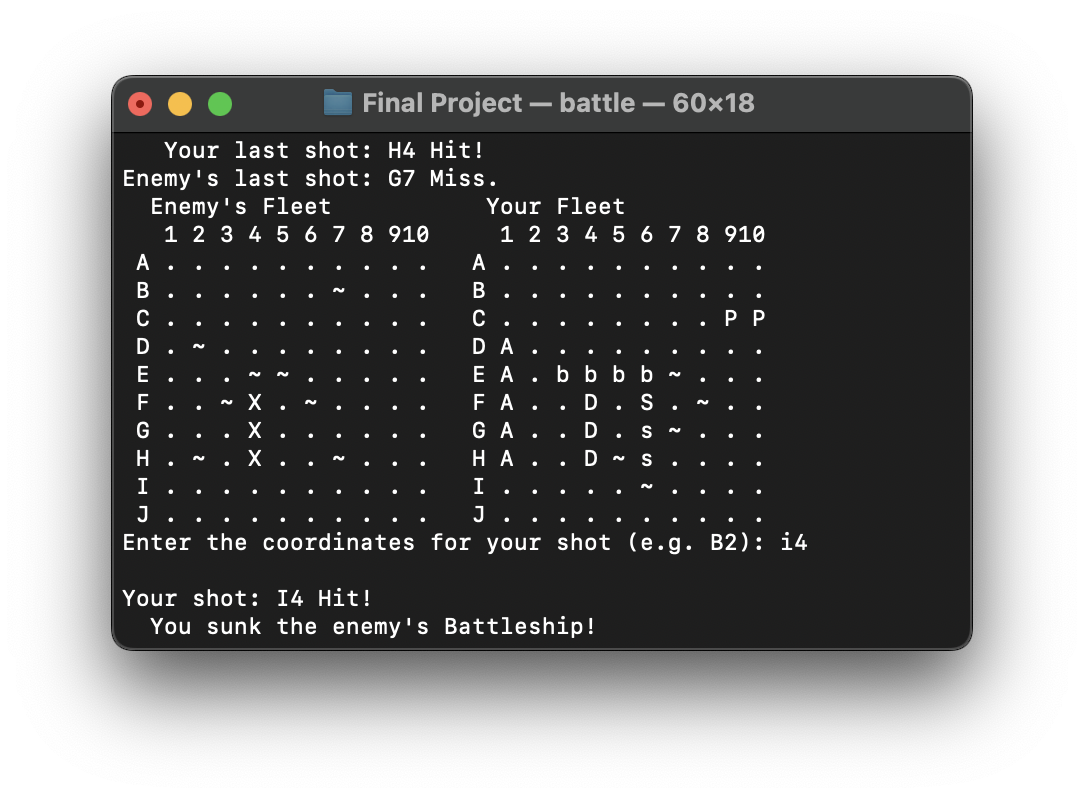 Final Project — battle — 60×18
   Your last shot: H4 Hit!
Enemy's last shot: G7 Miss.
  Enemy's Fleet           Your Fleet
   1 2 3 4 5 6 7 8 910     1 2 3 4 5 6 7 8 910
 A . . . . . . . . . .   A . . . . . . . . . .
 B . . . . . . ~ . . .   B . . . . . . . . . .
 C . . . . . . . . . .   C . . . . . . . . P P
 D . ~ . . . . . . . .   D A . . . . . . . . .
 E . . . ~ ~ . . . . .   E A . b b b b ~ . . .
 F . . ~ X . ~ . . . .   F A . . D . S . ~ . .
 G . . . X . . . . . .   G A . . D . s ~ . . .
 H . ~ . X . . ~ . . .   H A . . D ~ s . . . .
 I . . . . . . . . . .   I . . . . . ~ . . . .
 J . . . . . . . . . .   J . . . . . . . . . .
Enter the coordinates for your shot (e.g. B2): i4
Your shot: I4 Hit!
  You sunk the enemy's Battleship!